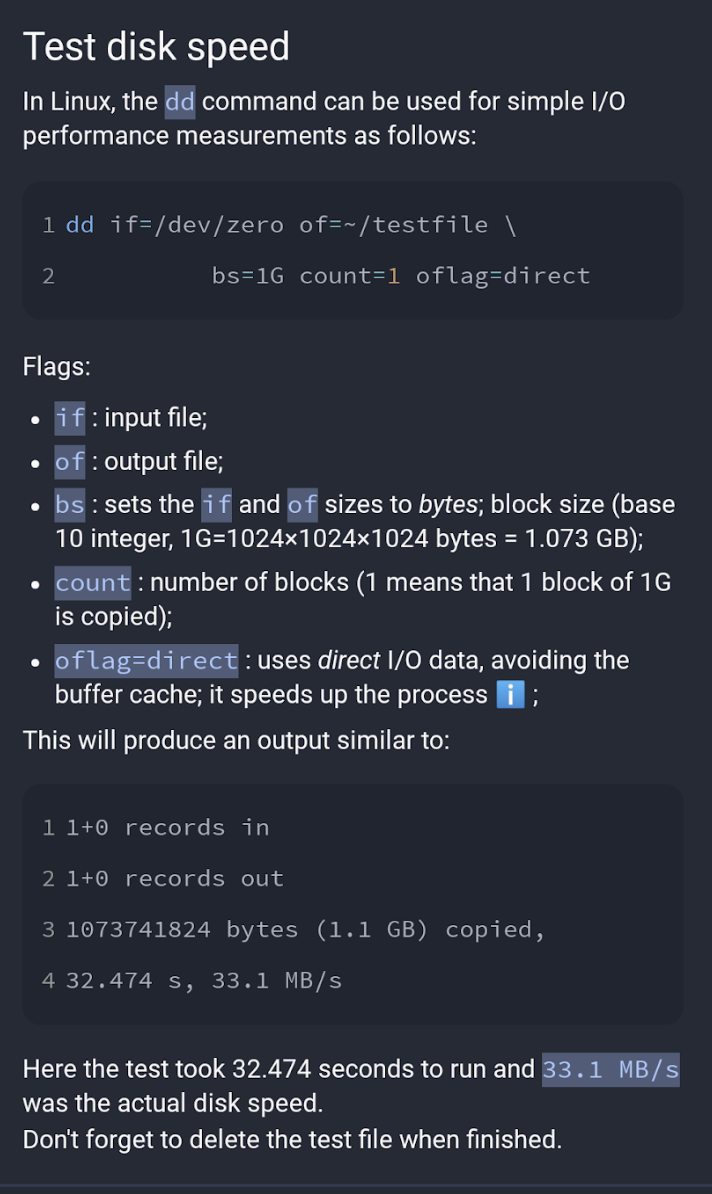 Test disk speed
In Linux, the dd command can be used for simple I/O
performance measurements as follows:
1 dd if=/dev/zero of=~/testfile \
2 bs=1G count=1 oflag=direct
Flags:
• if : input file;
• of : output file;
• bs : sets the if and of sizes to bytes; block size (base
10 integer, 1G=1024×1024×1024 bytes = 1.073 GB);
• count : number of blocks (1 means that 1 block of 1G
is copied);
• oflag=direct : uses direct I/O data, avoiding the
buffer cache; it speeds up the process ℹ️ ;
This will produce an output similar to:
1 1+0 records in
2 1+0 records out
3 1073741824 bytes (1.1 GB) copied,
4 32.474 s, 33.1 MB/s
Here the test took 32.474 seconds to run and 33.1 MB/s
was the actual disk speed.
Don't forget to delete the test file when finished.